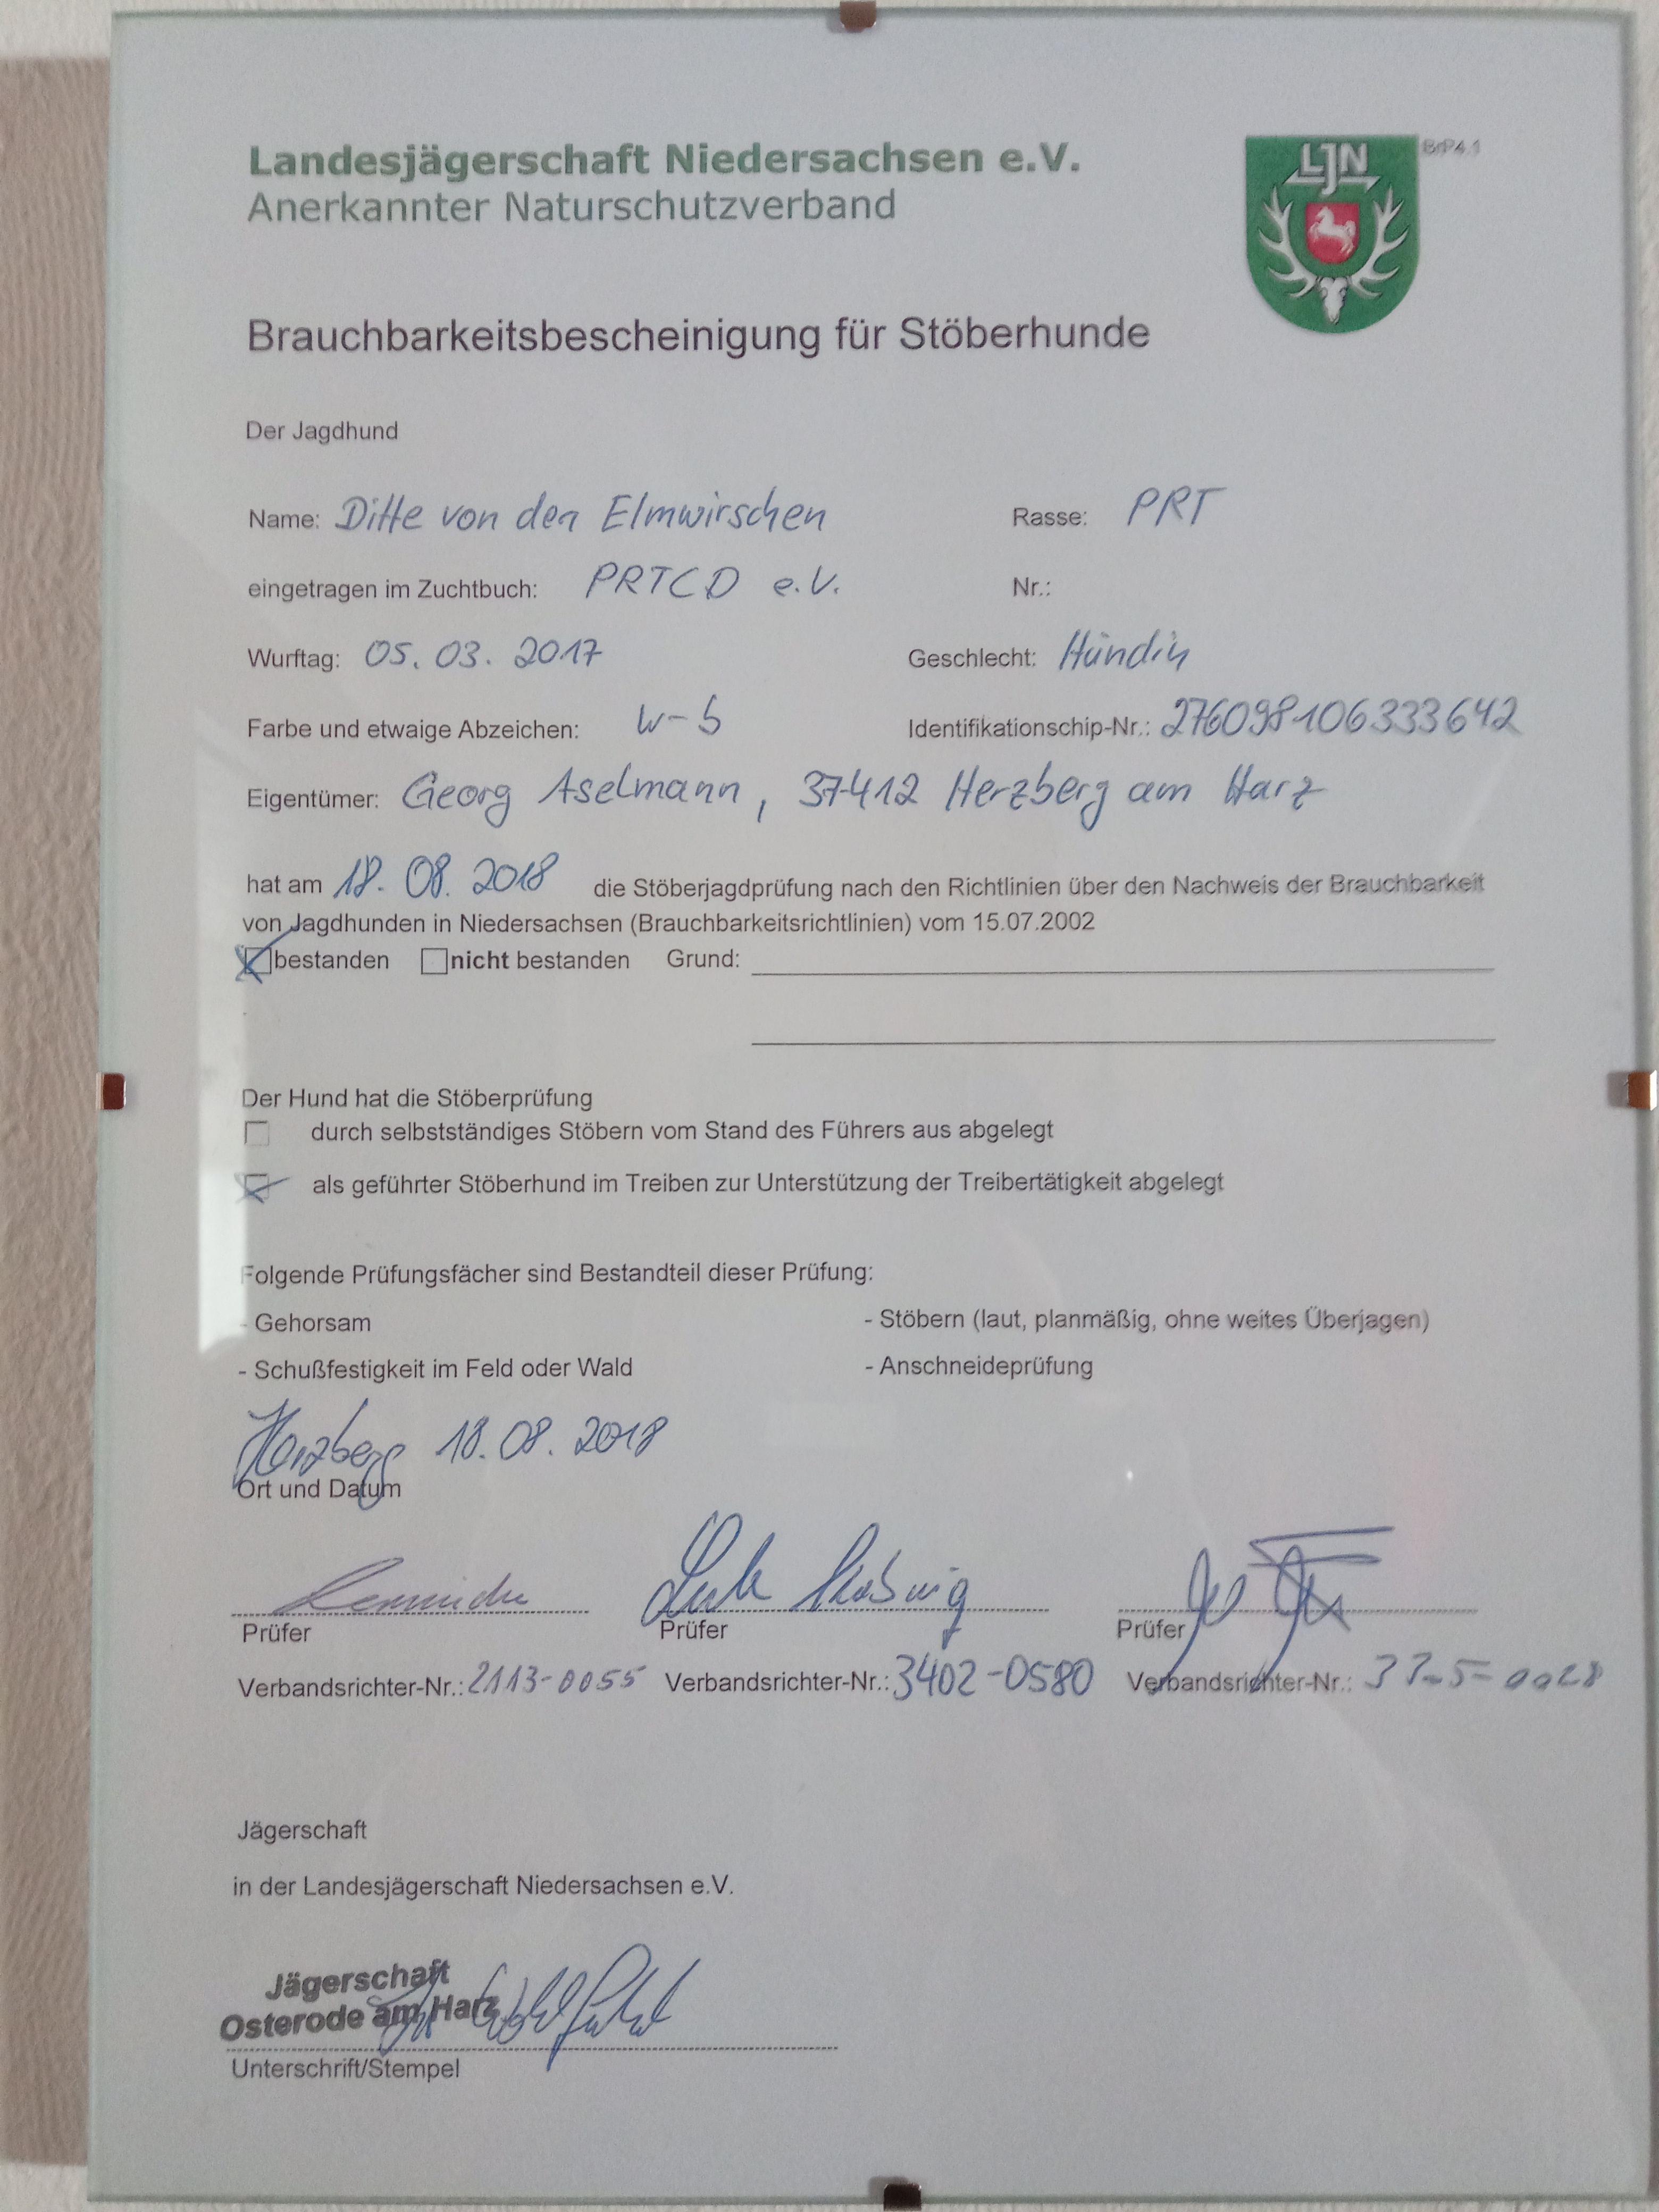 Landesjägerschaft Niedersachsen e.V.
Anerkannter Naturschutzverband
LJN
BrP4.1
Brauchbarkeitsbescheinigung für Stöberhunde
Der Jagdhund
Name: Ditte von den Elmwirschen Rasse: PRT
eingetragen im Zuchtbuch: PRTCD e.V. Nr.:
Wurftag: 05.03.2017 Geschlecht: Hündin
Farbe und etwaige Abzeichen: w-b Identifikationschip-Nr.: 276098106333642
Eigentümer: Georg Aselmann, 37412 Herzberg am Harz
hat am 18.08.2018 die Stöberjagdprüfung nach den Richtlinien über den Nachweis der Brauchbarkeit
von Jagdhunden in Niedersachsen (Brauchbarkeitsrichtlinien) vom 15.07.2002
bestanden nicht bestanden Grund:
Der Hund hat die Stöberprüfung
durch selbstständiges Stöbern vom Stand des Führers aus abgelegt
als geführter Stöberhund im Treiben zur Unterstützung der Treibertätigkeit abgelegt
Folgende Prüfungsfächer sind Bestandteil dieser Prüfung:
- Gehorsam - Stöbern (laut, planmäßig, ohne weites Überjagen)
- Schußfestigkeit im Feld oder Wald - Anschneideprüfung
Herzberg 18.08.2018
Ort und Datum
Prüfer Prüfer Prüfer
Verbandsrichter-Nr.: 2113-0055 Verbandsrichter-Nr.: 3402-0580 Verbandsrichter-Nr.:
Jägerschaft
in der Landesjägerschaft Niedersachsen e.V.
Jägerschaft
Osterode am Harz
Unterschrift/Stempel